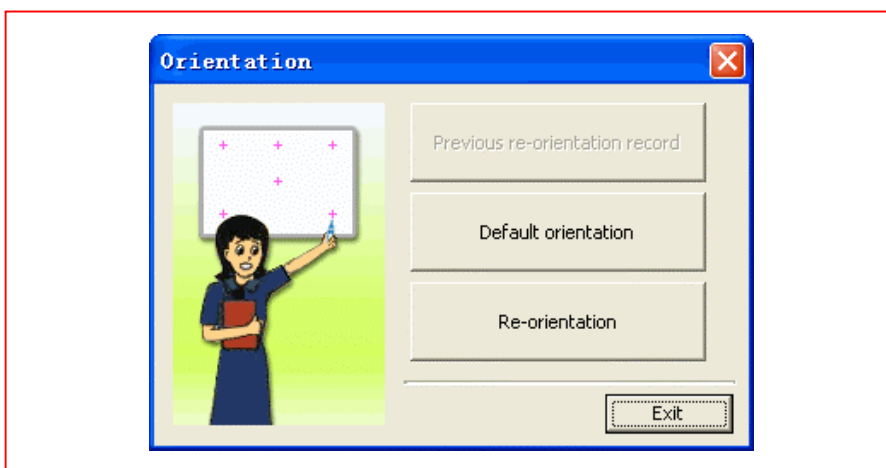 Orientation
Previous re-orientation record
Default orientation
Re-orientation
Exit